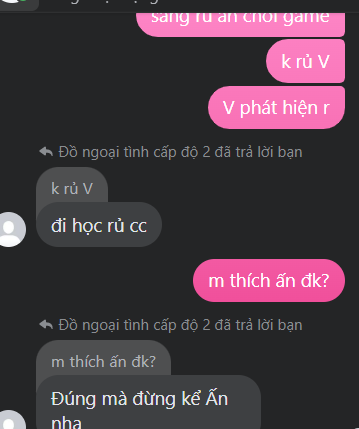 sang rủ ấn chơi game
k rủ V
V phát hiện r
Đồ ngoại tình cấp độ 2 đã trả lời bạn
k rủ V
đi học rủ cc
m thích ấn đk?
Đồ ngoại tình cấp độ 2 đã trả lời bạn
m thích ấn đk?
Đúng mà đừng kể Ấn
nha